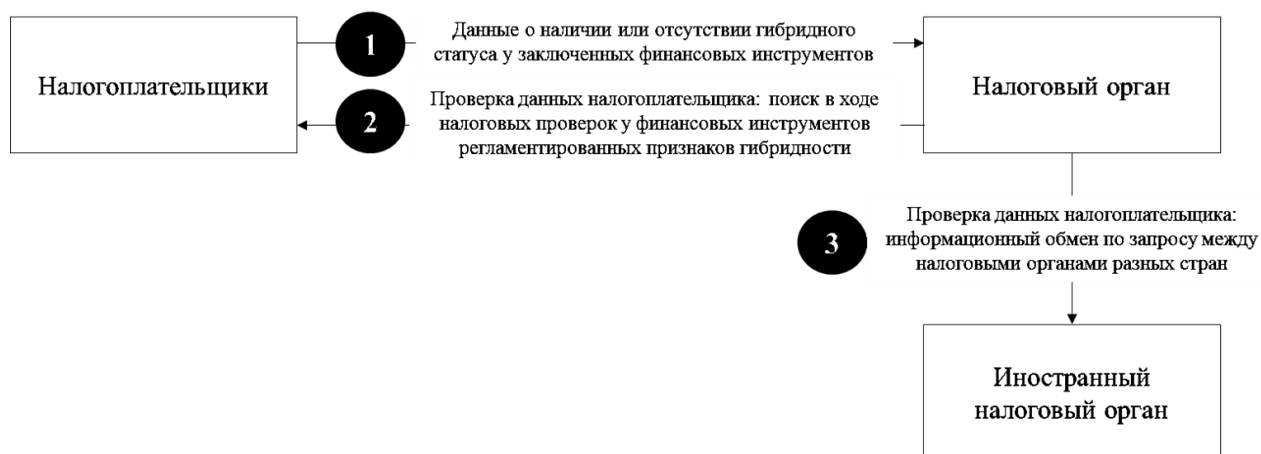 Налогоплательщики
1
Данные о наличии или отсутствии гибридного
статуса у заключенных финансовых инструментов
2
Проверка данных налогоплательщика: поиск в ходе
налоговых проверок у финансовых инструментов
регламентированных признаков гибридности
Налоговый орган
3
Проверка данных налогоплательщика:
информационный обмен по запросу между
налоговыми органами разных стран
Иностранный
налоговый орган